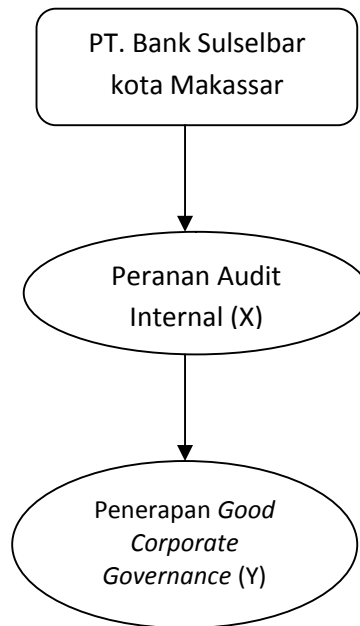 PT. Bank Sulselbar
kota Makassar
Peranan Audit
Internal (X)
Penerapan Good
Corporate
Governance (Y)